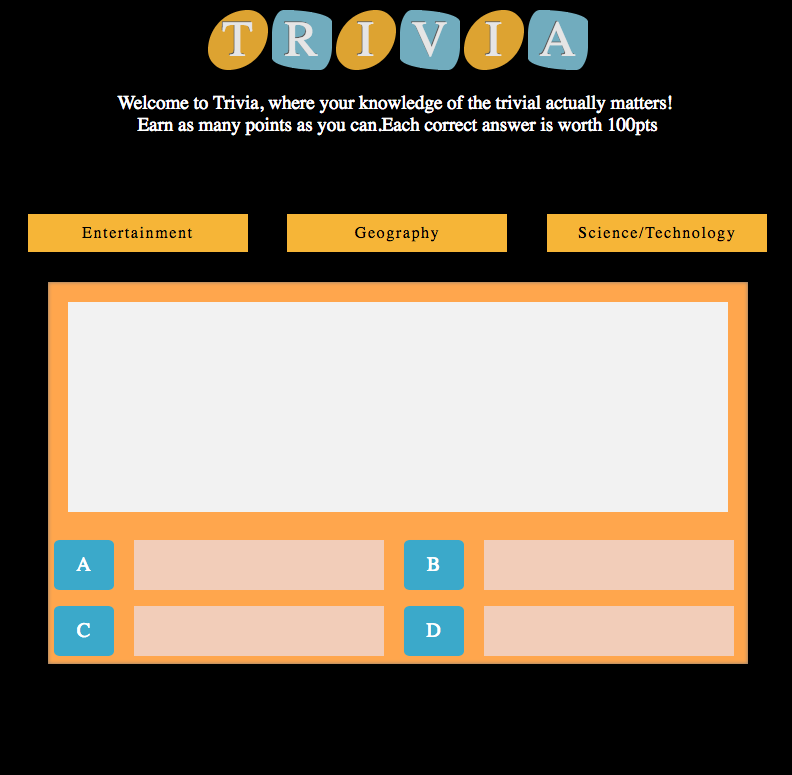 TRIVIA
Welcome to Trivia, where your knowledge of the trivial actually matters!
Earn as many points as you can.Each correct answer is worth 100pts
Entertainment Geography Science/Technology
A B
C D